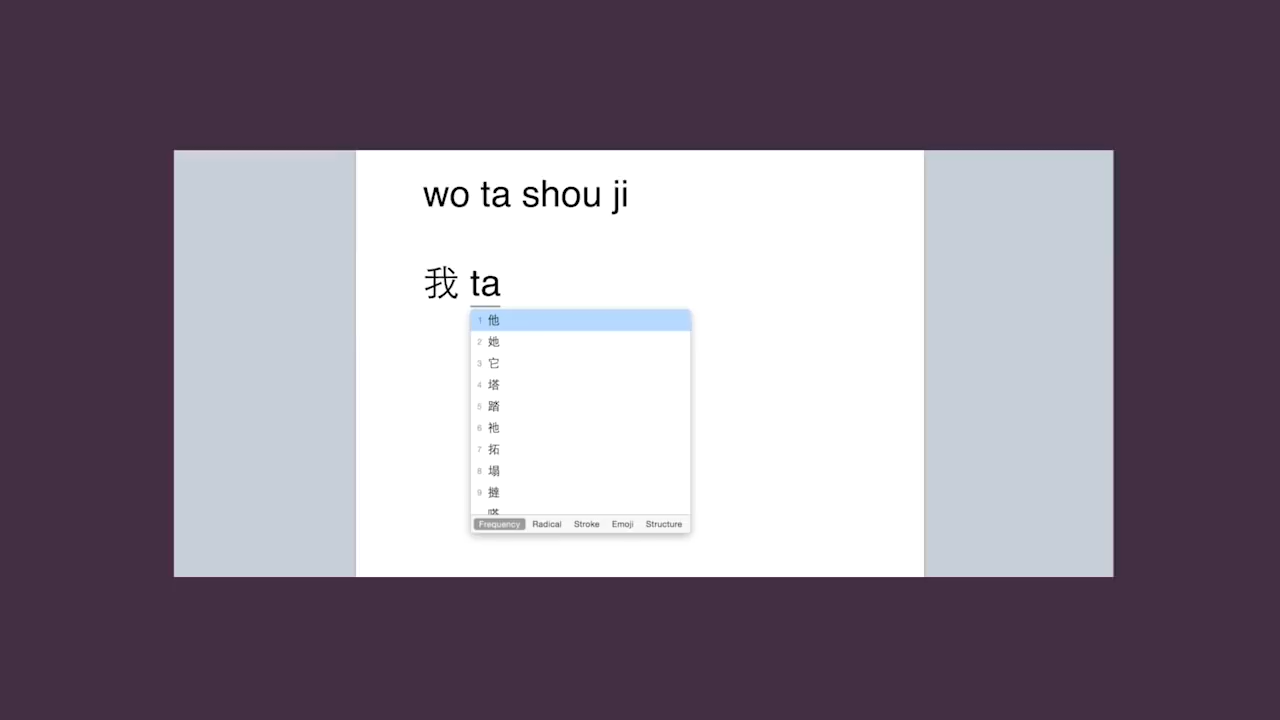 wo ta shou ji
我 ta
1 他
2 她
3 它
4 塔
5 踏
6 祂
7 拓
8 塌
9 撻
Frequency Radical Stroke Emoji Structure